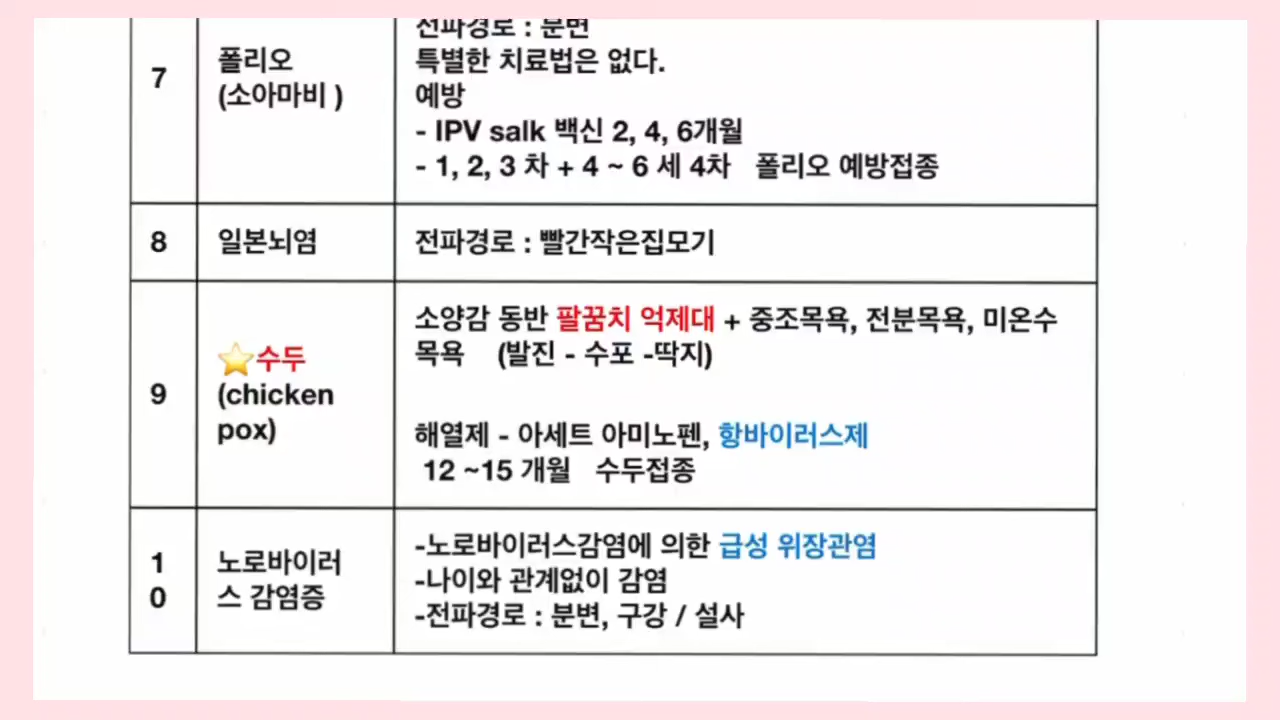 전파경로 : 분변
7
폴리오
(소아마비 )
특별한 치료법은 없다.
예방
- IPV salk 백신 2, 4, 6개월
- 1, 2, 3 차 + 4 ~ 6 세 4차 폴리오 예방접종
8
일본뇌염
전파경로 : 빨간작은집모기
9
⭐수두
(chicken
pox)
소양감 동반 팔꿈치 억제대 + 중조목욕, 전분목욕, 미온수
목욕 (발진 - 수포 -딱지)
해열제 - 아세트 아미노펜, 항바이러스제
12 ~15 개월 수두접종
1
0
노로바이러
스 감염증
-노로바이러스감염에 의한 급성 위장관염
-나이와 관계없이 감염
-전파경로 : 분변, 구강 / 설사